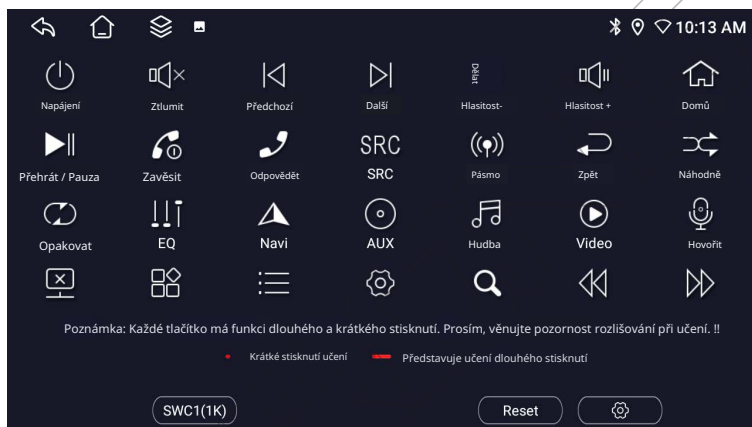 10:13 AM
Dělat
Napájení Ztlumit Předchozí Další Hlasitost- Hlasitost + Domů
SRC
Přehrát / Pauza Zavěsit Odpovědět SRC Pásmo Zpět Náhodně
Opakovat EQ Navi AUX Hudba Video Hovořit
Poznámka: Každé tlačítko má funkci dlouhého a krátkého stisknutí. Prosím, věnujte pozornost rozlišování při učení. !!
Krátké stisknutí učení Představuje učení dlouhého stisknutí
SWC1(1K) Reset